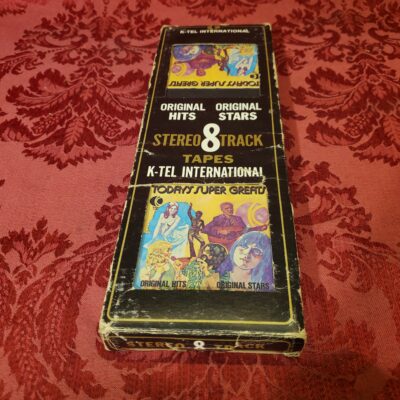 K-TEL INTERNATIONAL
TODAY'S SUPER GREATS
ORIGINAL ORIGINAL
HITS STARS
STEREO 8 TRACK
TAPES
K-TEL INTERNATIONAL
TODAY'S SUPER GREATS
K
ORIGINAL HITS ORIGINAL STARS
STEREO 8 TRACK